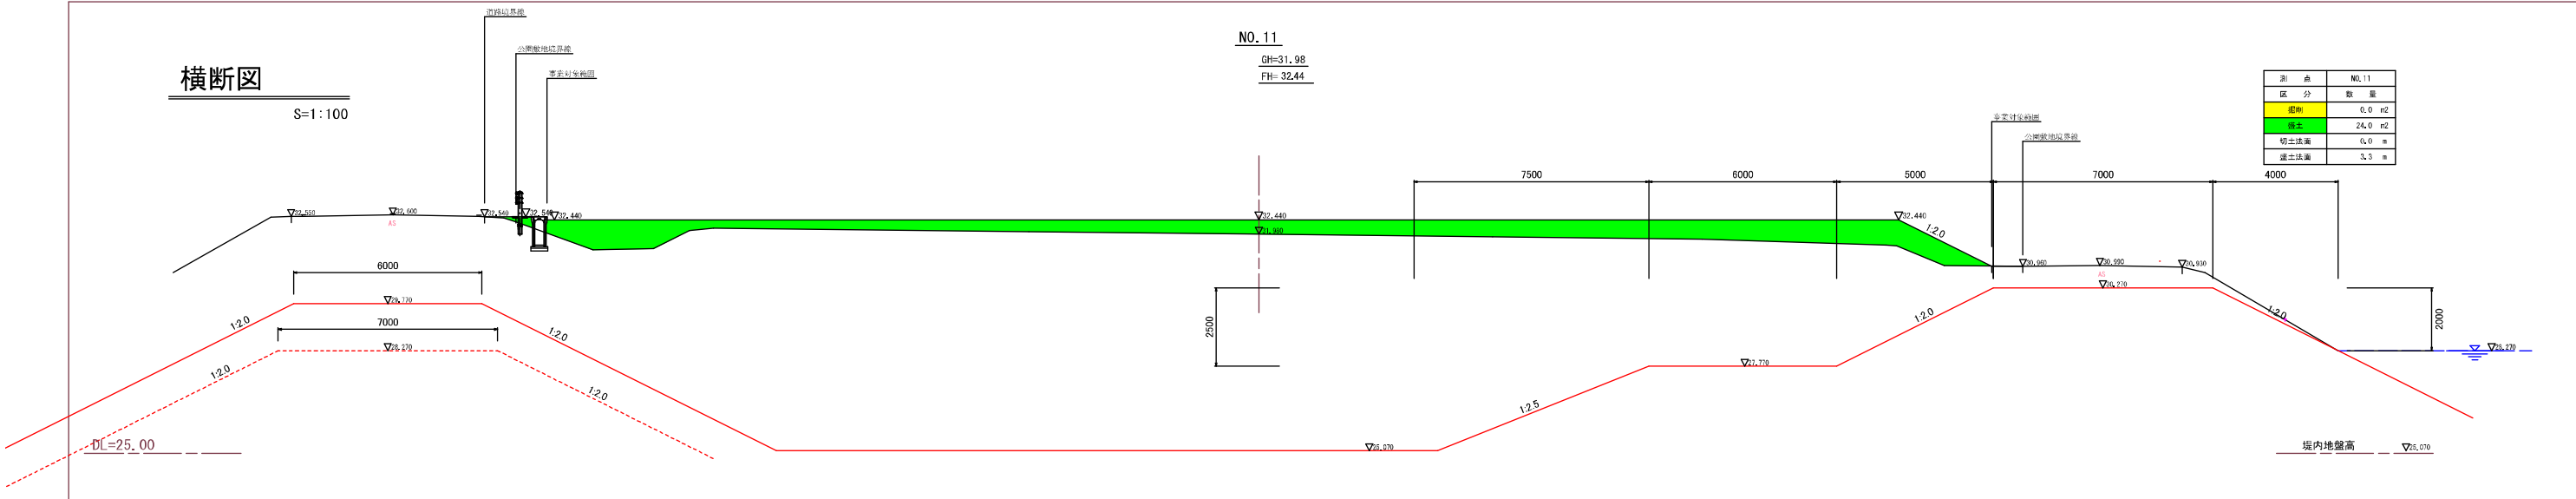 道路境界線
公園敷地境界線
事業対象範囲
NO.11
GH=31.98
FH= 32.44
横断図
S=1:100
測 点 NO.11
区 分 数 量
掘削 0.0 m2
盛土 24.0 m2
切土法面 0.0 m
盛土法面 3.3 m
事業対象範囲
公園敷地境界線
7500 6000 5000 7000 4000
32.550 32.600 32.540 32.540 32.440 32.440 32.440
AS
31.980
1:2.0
30.960 30.990 30.930
AS
6000
29.770
30.270
1:2.0 7000 1:2.0
2500
1:2.0 1:2.0
2000
28.270
28.270
1:2.0 1:2.0
27.770
1:2.5
DL=25.00
25.070
堤内地盤高 25.070